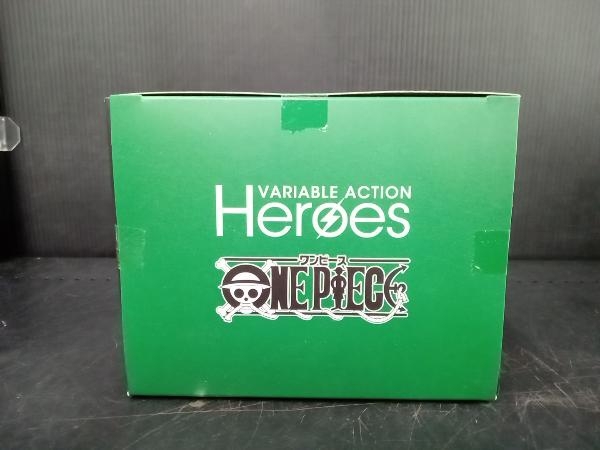 VARIABLE ACTION
Heroes
ワンピース
ONE PIECE